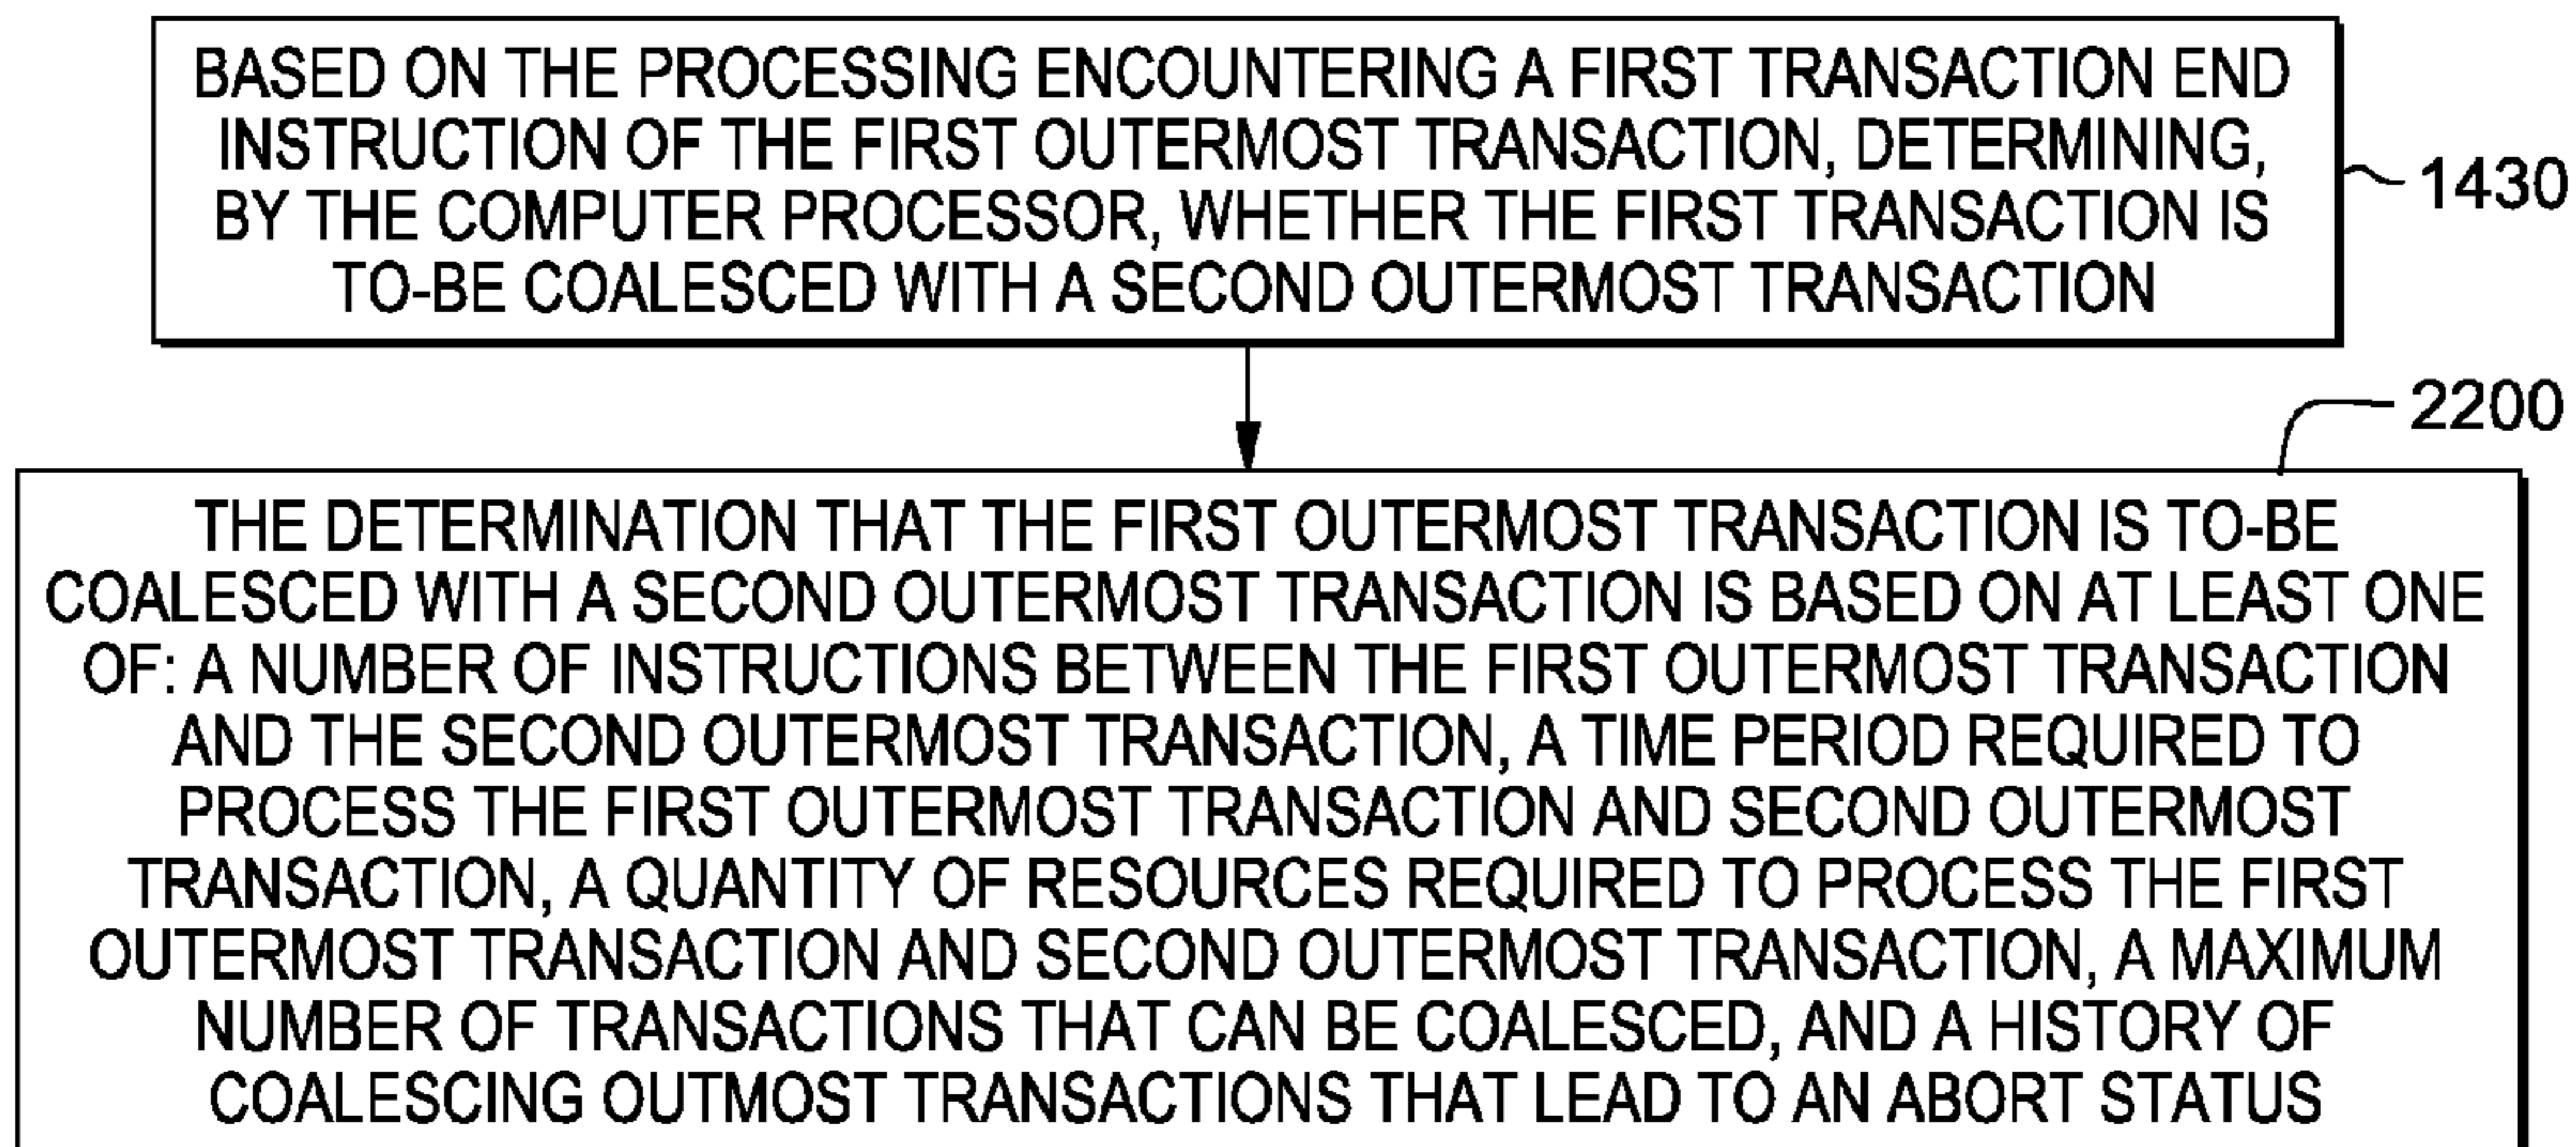 BASED ON THE PROCESSING ENCOUNTERING A FIRST TRANSACTION END
INSTRUCTION OF THE FIRST OUTERMOST TRANSACTION, DETERMINING,
BY THE COMPUTER PROCESSOR, WHETHER THE FIRST TRANSACTION IS
TO-BE COALESCED WITH A SECOND OUTERMOST TRANSACTION
1430
2200
THE DETERMINATION THAT THE FIRST OUTERMOST TRANSACTION IS TO-BE
COALESCED WITH A SECOND OUTERMOST TRANSACTION IS BASED ON AT LEAST ONE
OF: A NUMBER OF INSTRUCTIONS BETWEEN THE FIRST OUTERMOST TRANSACTION
AND THE SECOND OUTERMOST TRANSACTION, A TIME PERIOD REQUIRED TO
PROCESS THE FIRST OUTERMOST TRANSACTION AND SECOND OUTERMOST
TRANSACTION, A QUANTITY OF RESOURCES REQUIRED TO PROCESS THE FIRST
OUTERMOST TRANSACTION AND SECOND OUTERMOST TRANSACTION, A MAXIMUM
NUMBER OF TRANSACTIONS THAT CAN BE COALESCED, AND A HISTORY OF
COALESCING OUTMOST TRANSACTIONS THAT LEAD TO AN ABORT STATUS